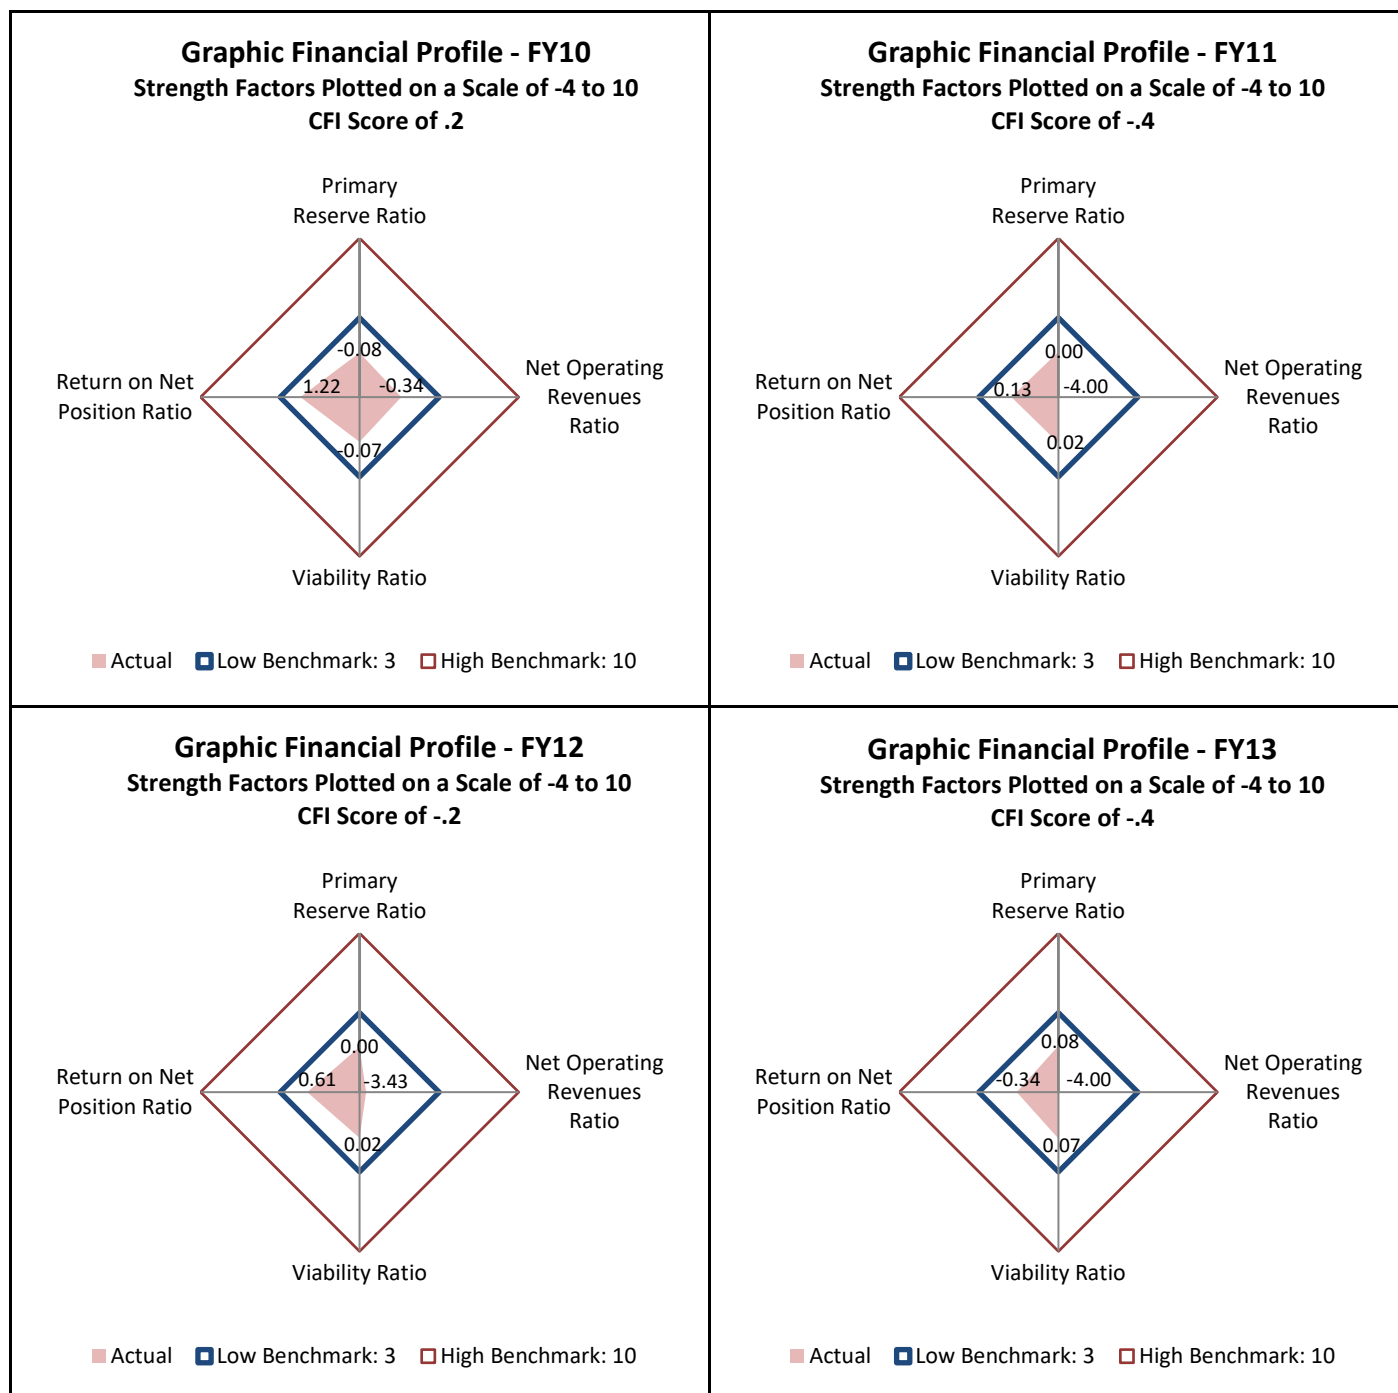 Graphic Financial Profile - FY10
Strength Factors Plotted on a Scale of -4 to 10
CFI Score of .2
Primary
Reserve Ratio
-0.08
Return on Net
Position Ratio
1.22
-0.34
Net Operating
Revenues
Ratio
-0.07
Viability Ratio
Actual Low Benchmark: 3 High Benchmark: 10
Graphic Financial Profile - FY11
Strength Factors Plotted on a Scale of -4 to 10
CFI Score of -.4
Primary
Reserve Ratio
0.00
Return on Net
Position Ratio
0.13
-4.00
Net Operating
Revenues
Ratio
0.02
Viability Ratio
Actual Low Benchmark: 3 High Benchmark: 10
Graphic Financial Profile - FY12
Strength Factors Plotted on a Scale of -4 to 10
CFI Score of -.2
Primary
Reserve Ratio
0.00
Return on Net
Position Ratio
0.61
-3.43
Net Operating
Revenues
Ratio
0.02
Viability Ratio
Actual Low Benchmark: 3 High Benchmark: 10
Graphic Financial Profile - FY13
Strength Factors Plotted on a Scale of -4 to 10
CFI Score of -.4
Primary
Reserve Ratio
0.08
Return on Net
Position Ratio
-0.34
-4.00
Net Operating
Revenues
Ratio
0.07
Viability Ratio
Actual Low Benchmark: 3 High Benchmark: 10